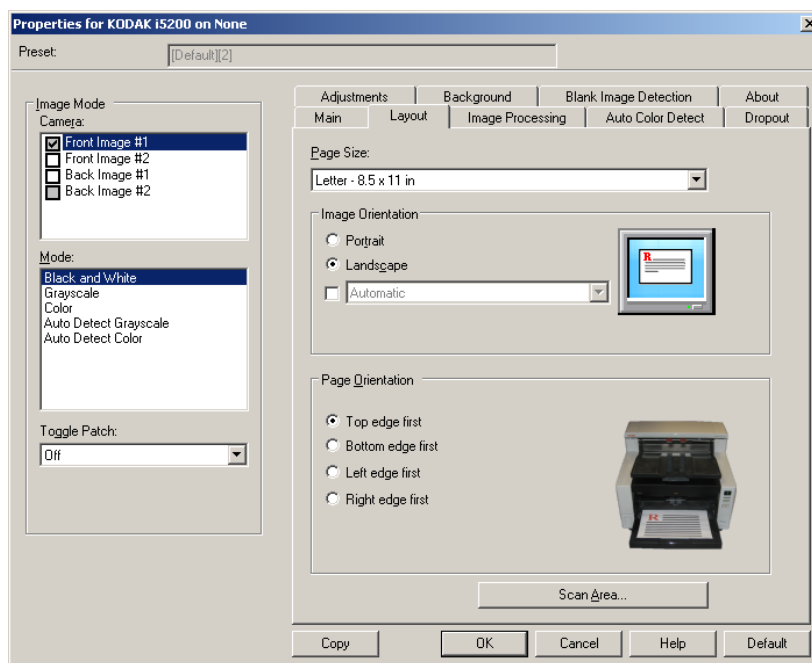 Properties for KODAK i5200 on None
Preset:
[Default][2]
Image Mode
Camera:
Front Image #1
Front Image #2
Back Image #1
Back Image #2
Mode:
Black and White
Grayscale
Color
Auto Detect Grayscale
Auto Detect Color
Toggle Patch:
Off
Adjustments
Background
Blank Image Detection
About
Main
Layout
Image Processing
Auto Color Detect
Dropout
Page Size:
Letter - 8.5 x 11 in
Image Orientation
Portrait
Landscape
Automatic
R
Page Orientation
Top edge first
Bottom edge first
Left edge first
Right edge first
R
Scan Area...
Copy
OK
Cancel
Help
Default